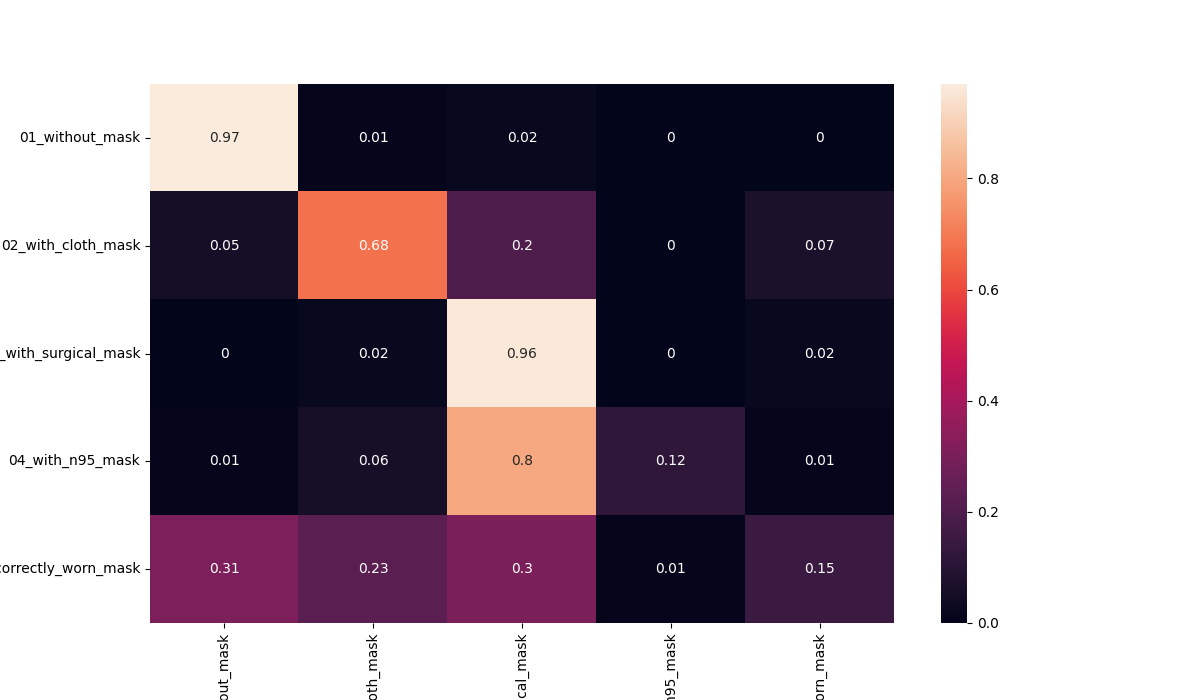 01_without_mask 0.97 0.01 0.02 0 0
0.8
02_with_cloth_mask 0.05 0.68 0.2 0 0.07
0.6
_with_surgical_mask 0 0.02 0.96 0 0.02
0.4
04_with_n95_mask 0.01 0.06 0.8 0.12 0.01
0.2
correctly_worn_mask 0.31 0.23 0.3 0.01 0.15
0.0
out_mask
oth_mask
cal_mask
n95_mask
orn_mask